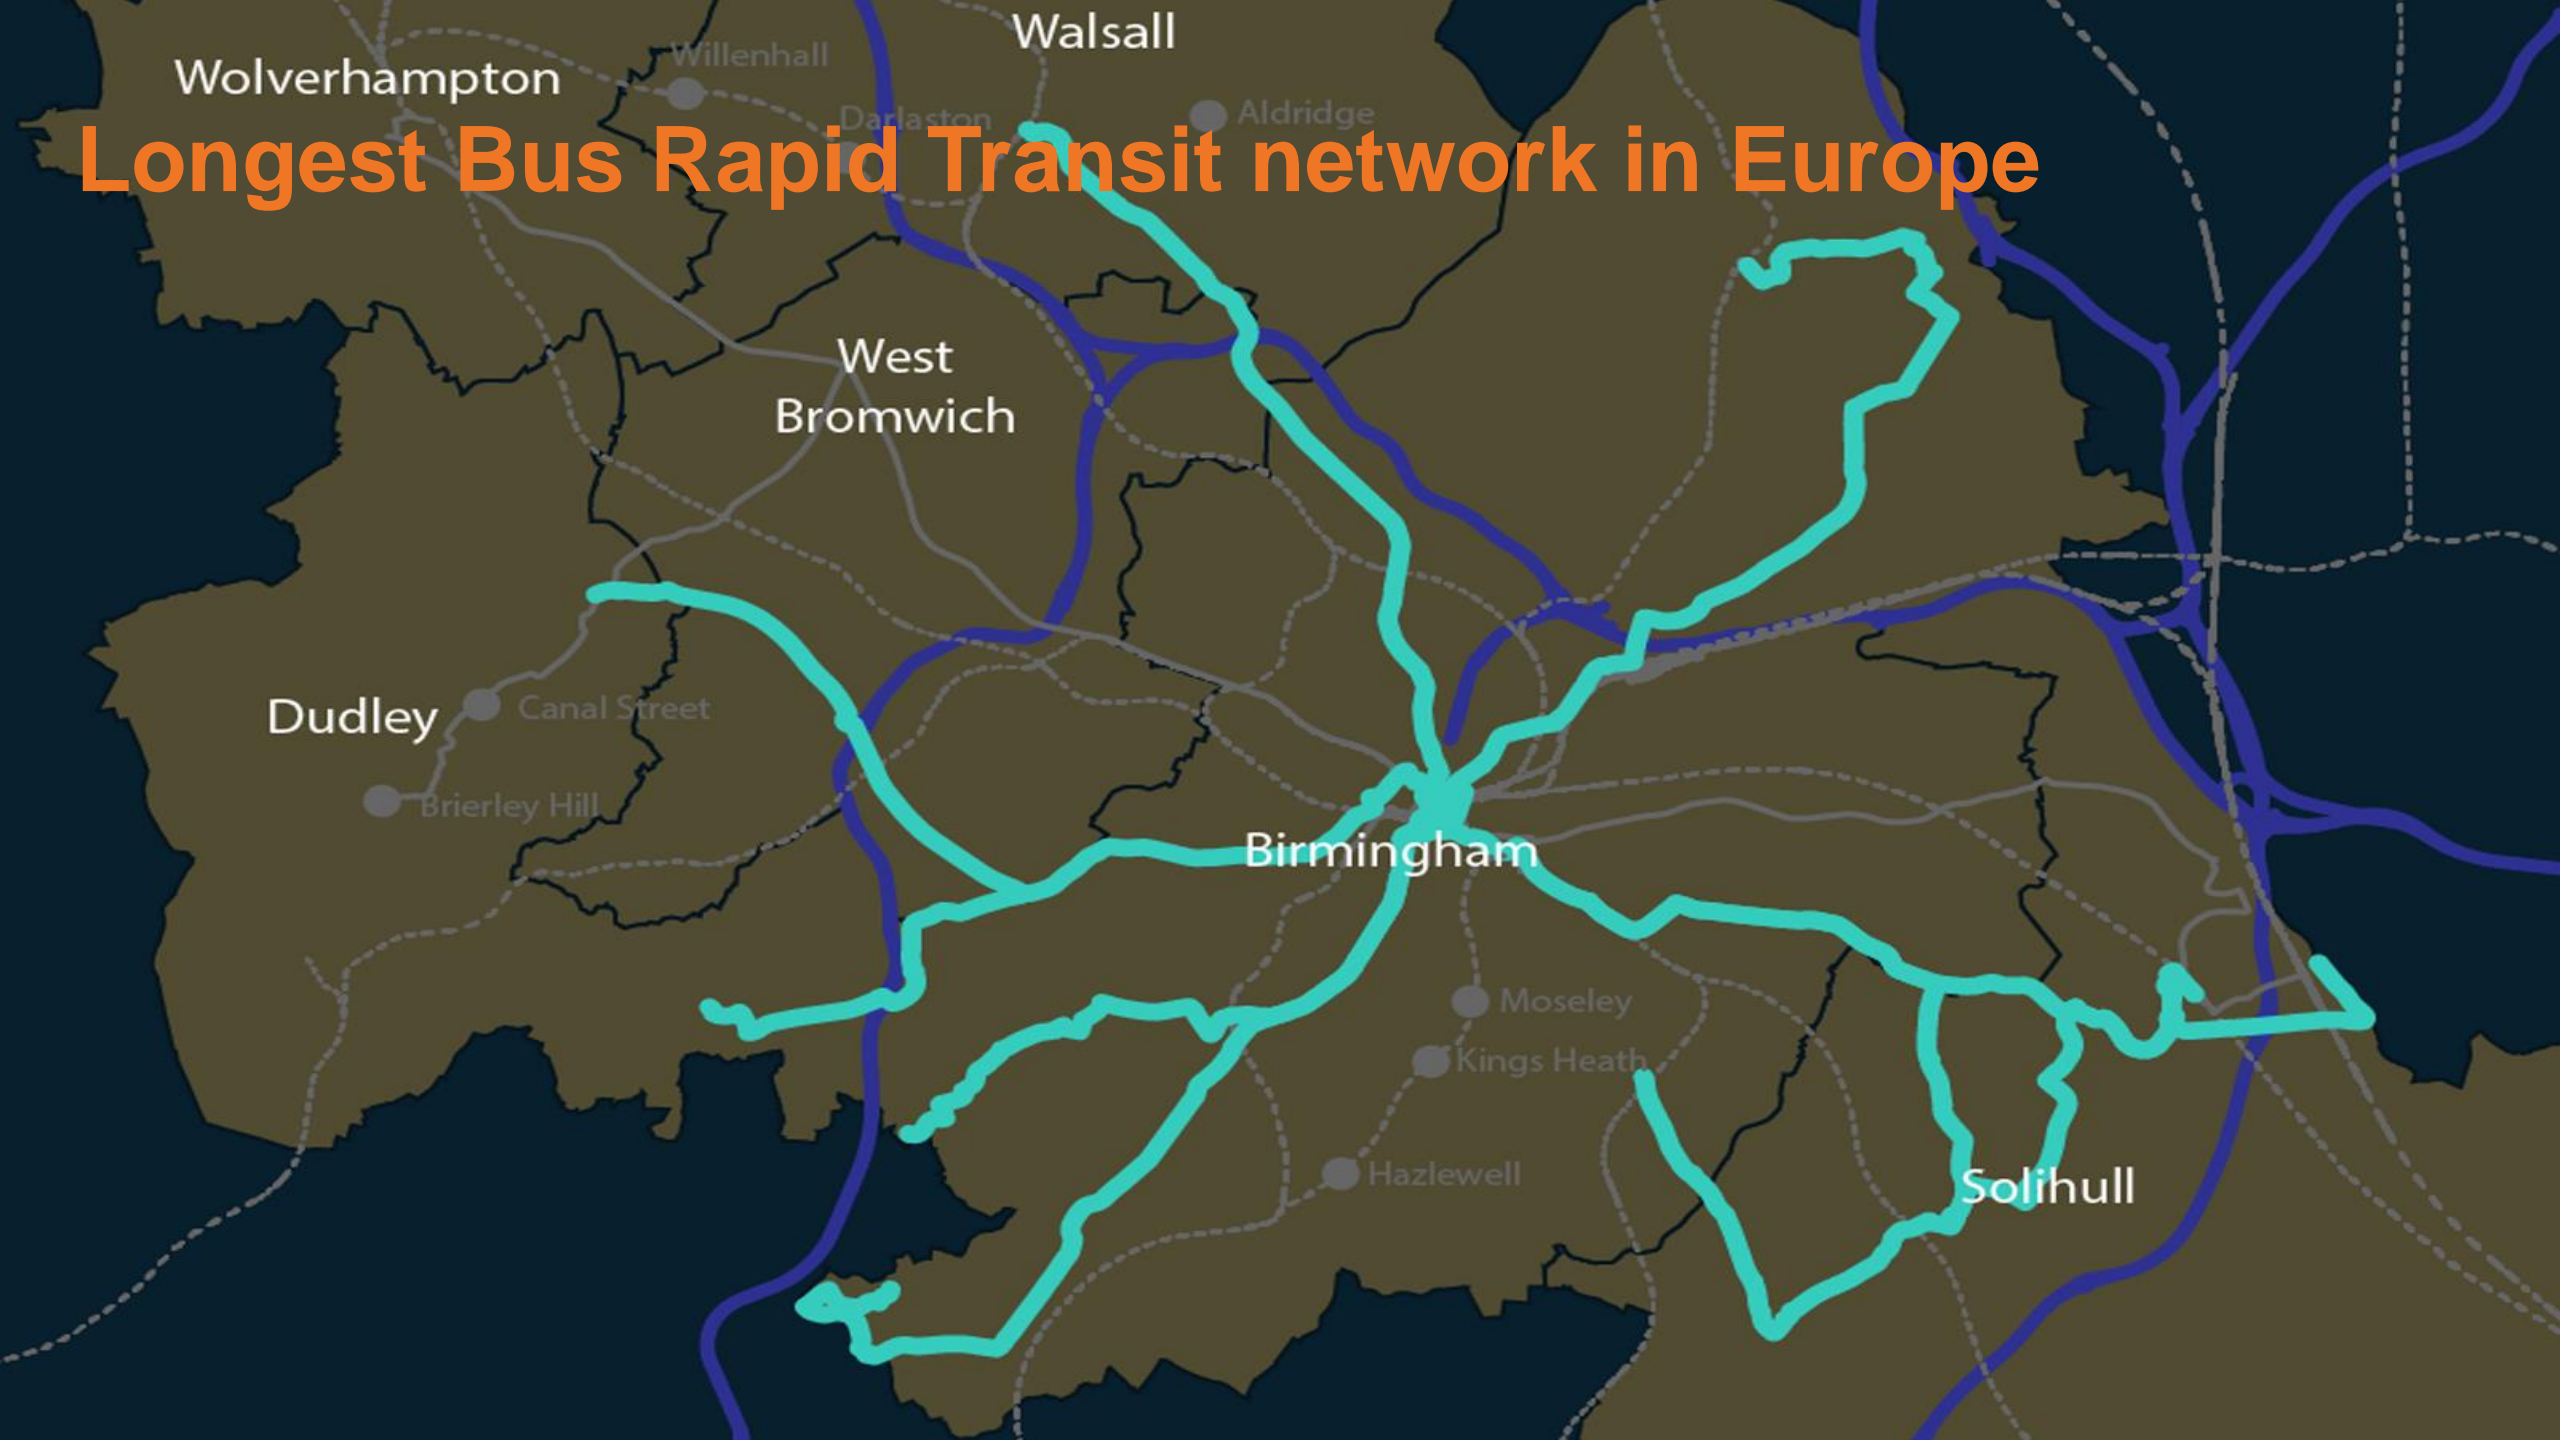 Walsall
Willenhall
Wolverhampton
Darlaston
Aldridge
Longest Bus Rapid Transit network in Europe
West
Bromwich
Dudley
Canal Street
Brierley Hill
Birmingham
Moseley
Kings Heath
Hazlewell
Solihull